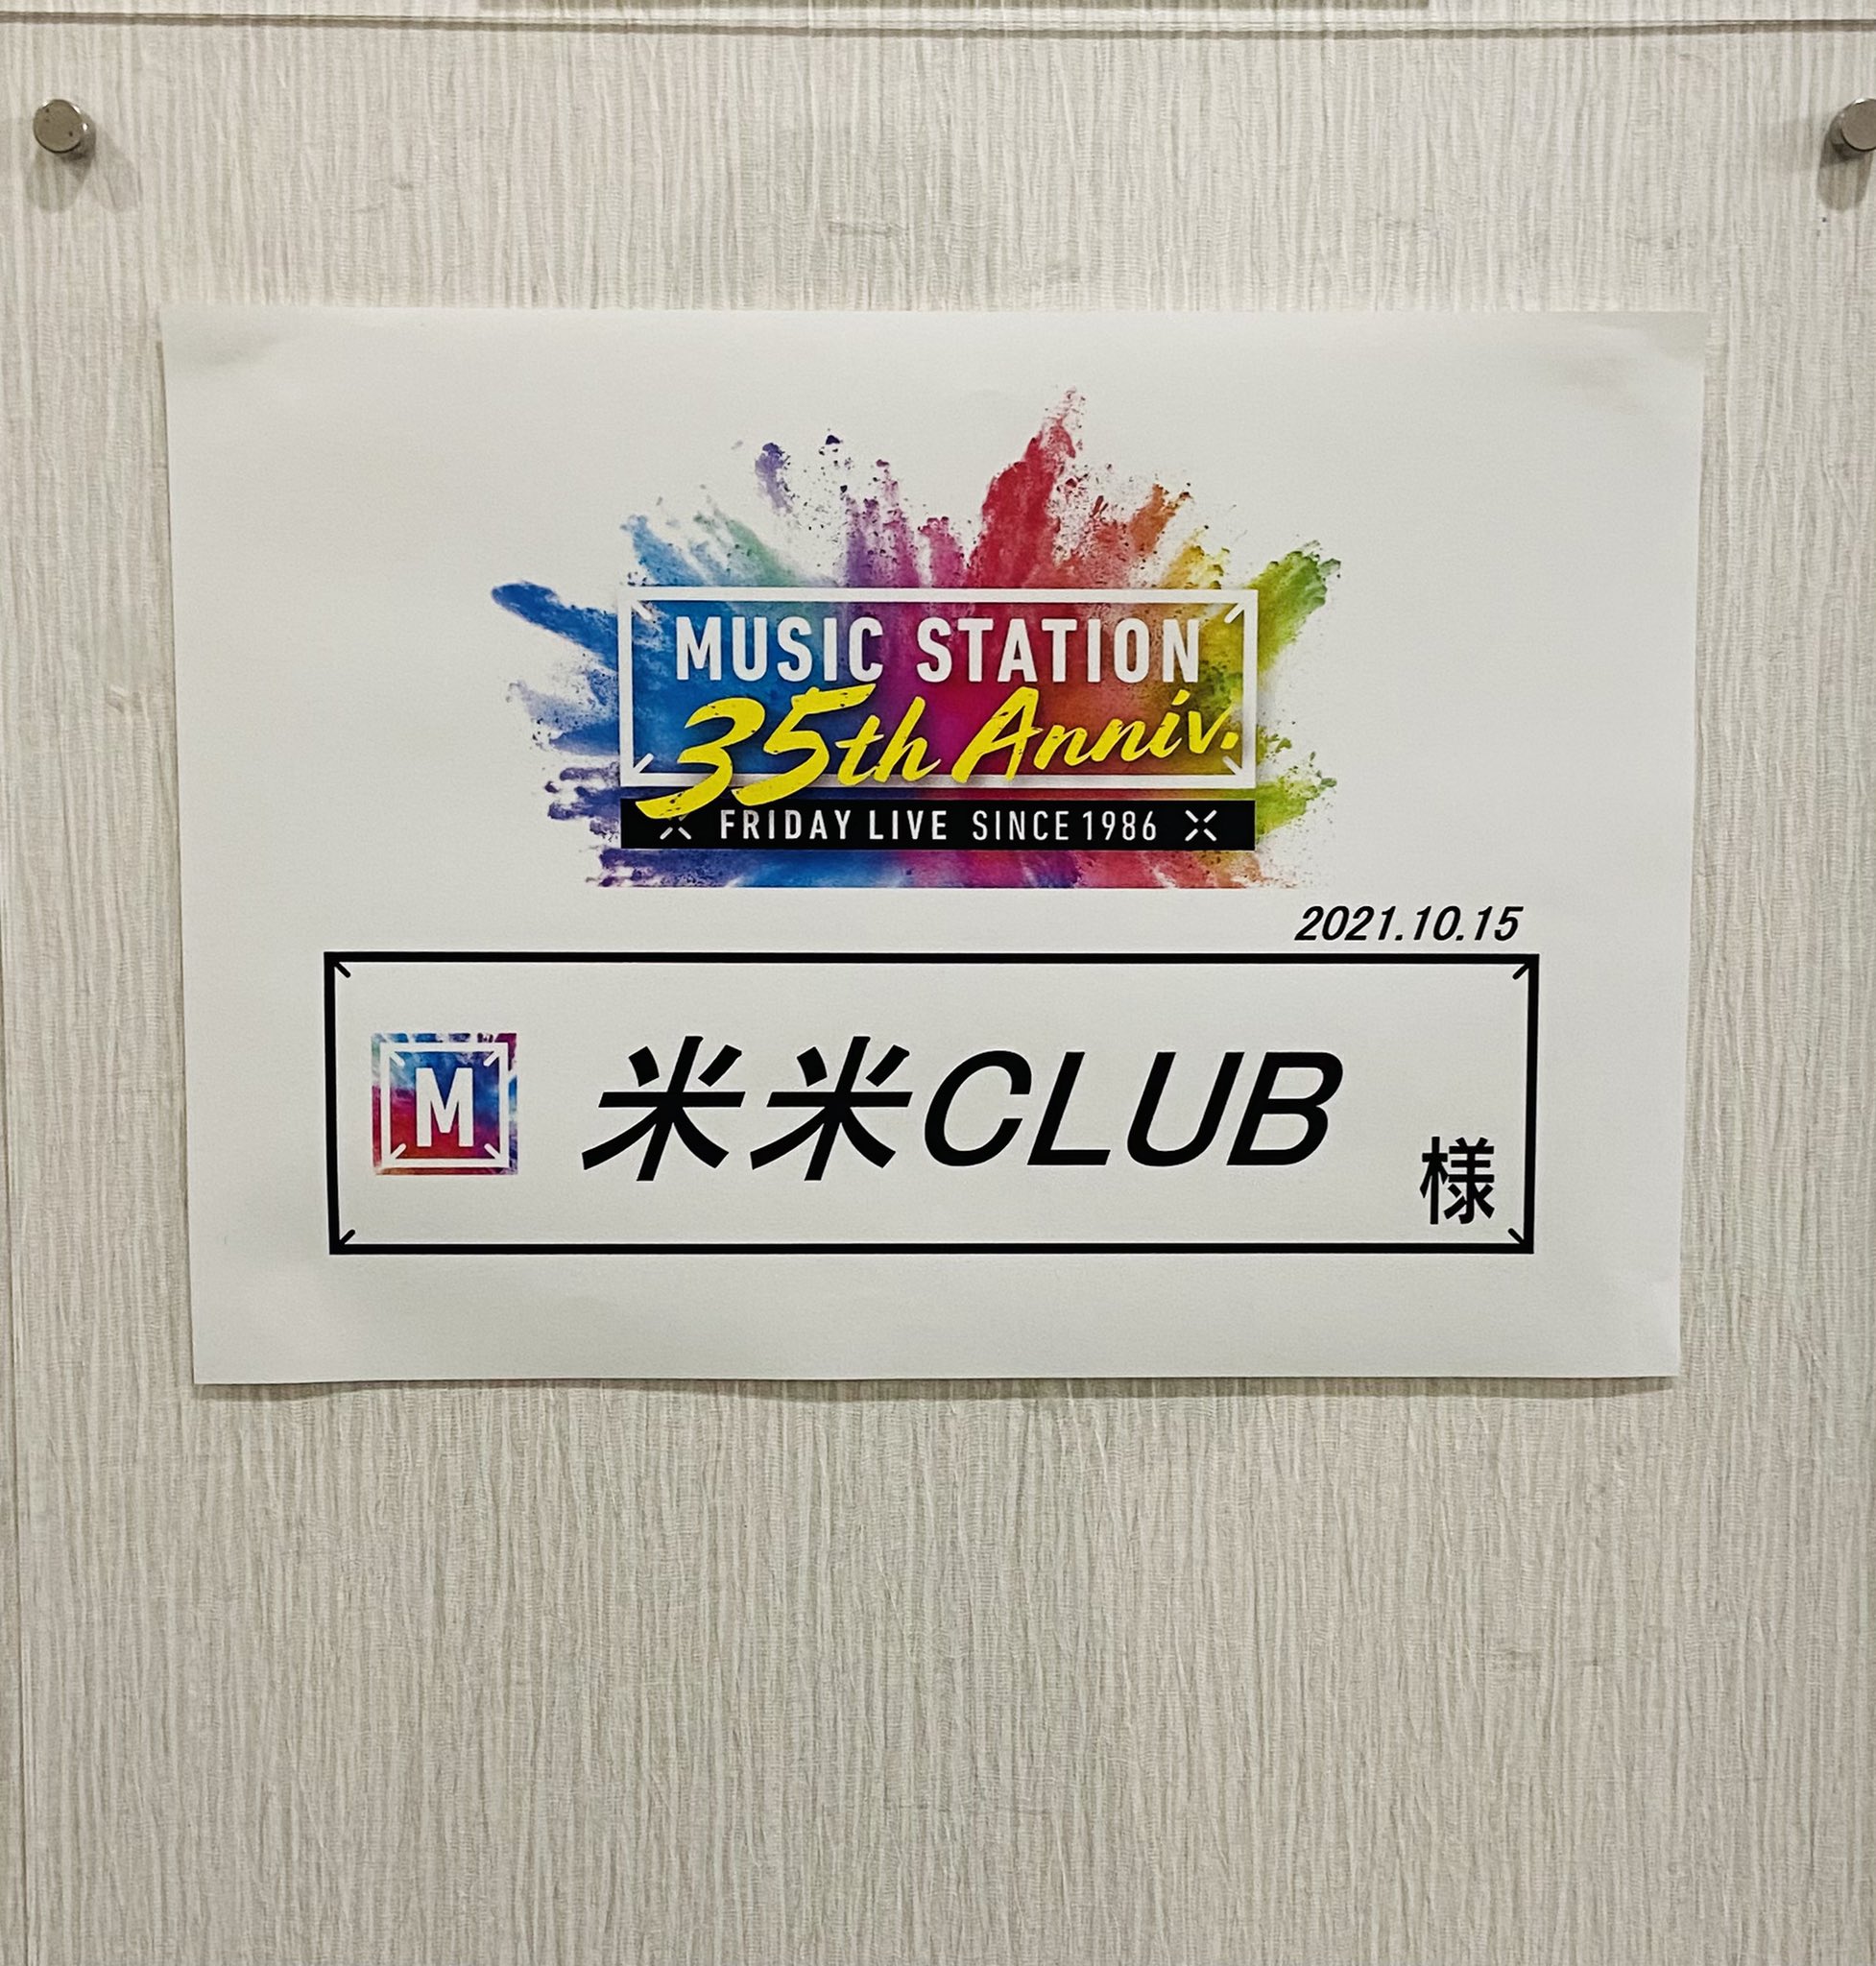 MUSIC STATION
35th Anniv.
FRIDAY LIVE SINCE 1986
2021.10.15
M
米米CLUB
様